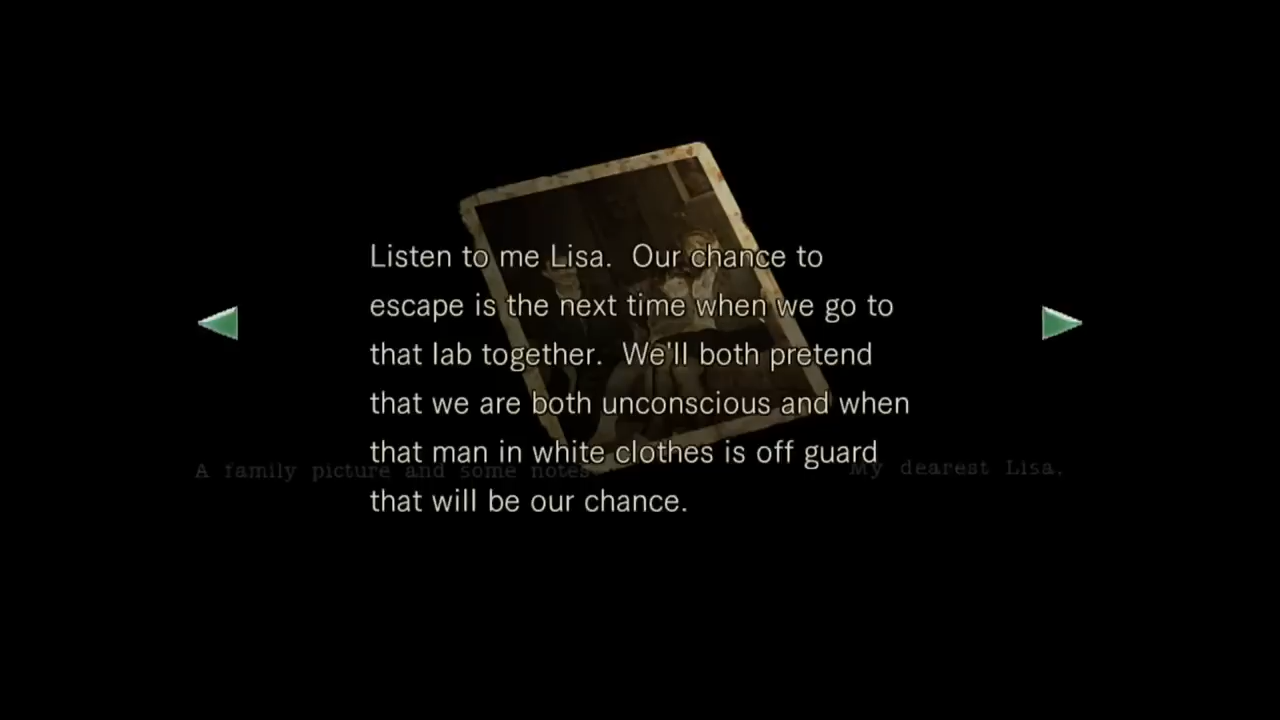 Listen to me Lisa.  Our chance to
escape is the next time when we go to
that lab together.  We'll both pretend
that we are both unconscious and when
that man in white clothes is off guard
that will be our chance.
A family picture and some notes
My dearest Lisa,